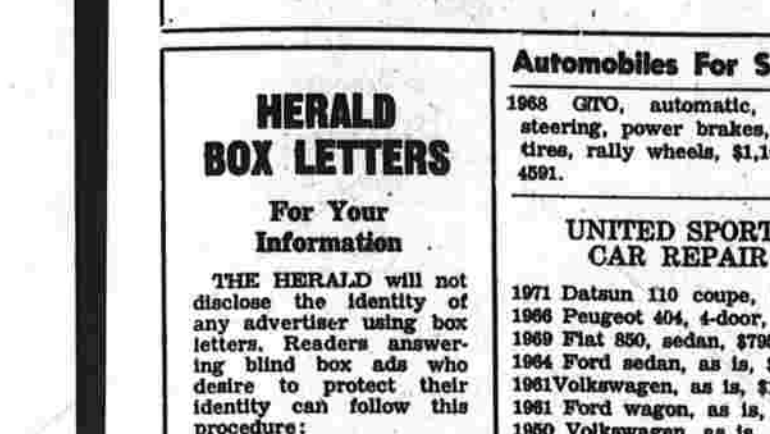 HERALD
BOX LETTERS
For Your
Information
THE HERALD will not
disclose the identity of
any advertiser using box
letters. Readers answer-
ing blind box ads who
desire to protect their
identity can follow this
procedure:
Automobiles For S
1968 GTO, automatic,
steering, power brakes,
tires, rally wheels, $1,1
4591.
UNITED SPORT
CAR REPAIR
1971 Datsun 110 coupe,
1966 Peugeot 404, 4-door,
1969 Fiat 850, sedan, $795
1964 Ford sedan, as is,
1961Volkswagen, as is,
1961 Ford wagon, as is,
1950 Volkswagen, as is